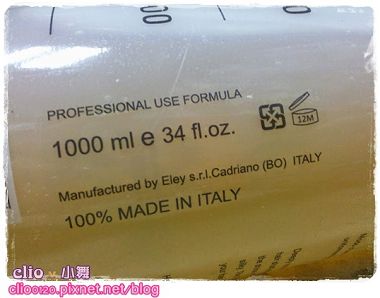 PROFESSIONAL USE FORMULA
1000 ml e 34 fl.oz.
12M
Manufactured by Eley s.r.l. Cadriano (BO) ITALY
100% MADE IN ITALY
clio 小舞
clio0120.pixnet.net/blog